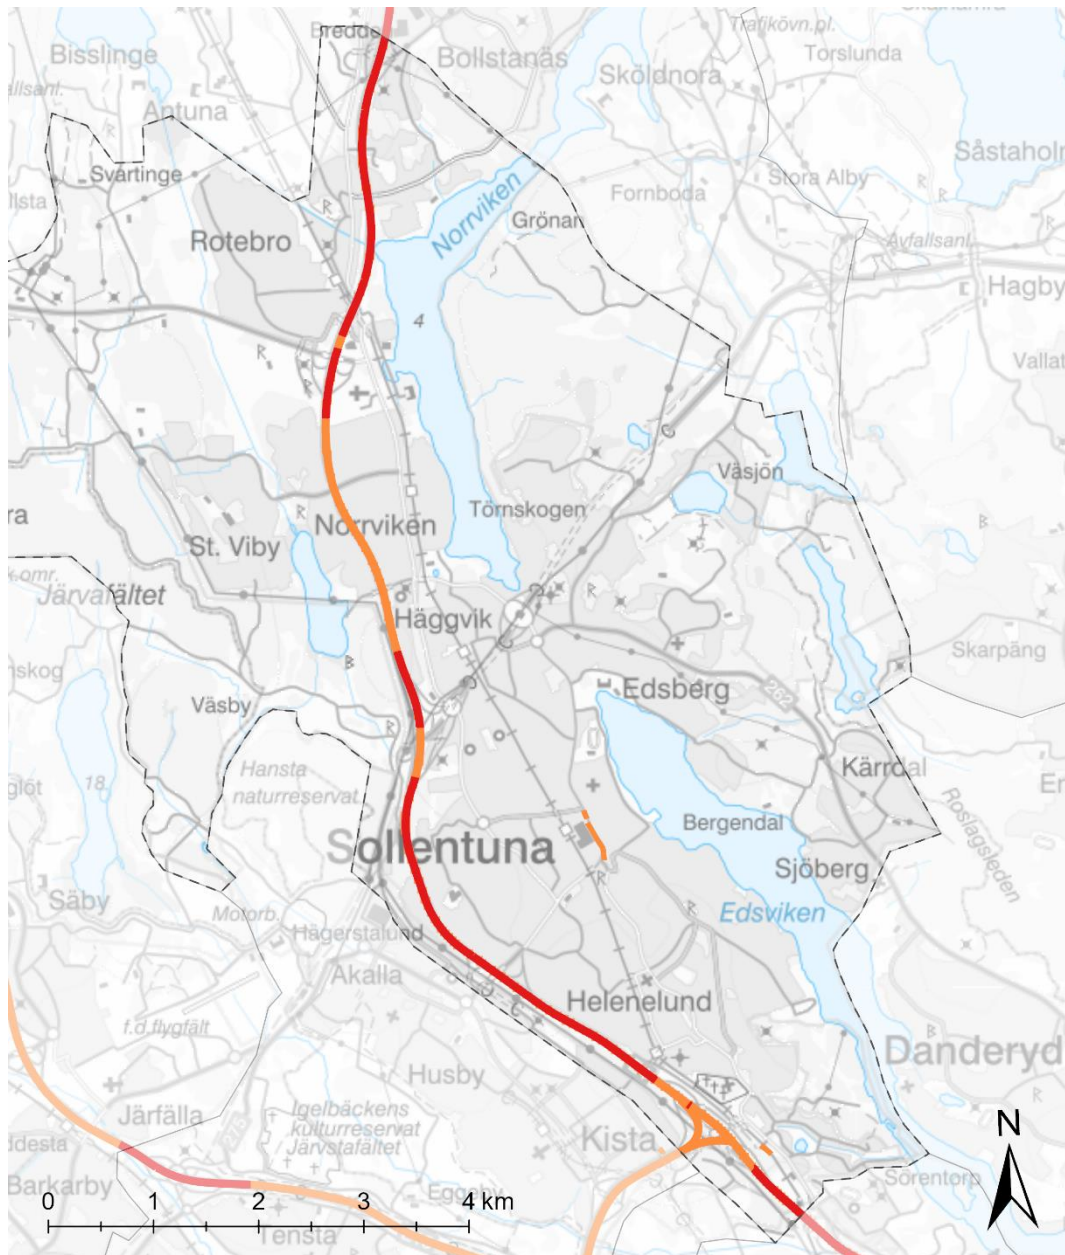 Bisslinge
Bollstanäs
Trafikövn.pl.
Torslunda
Sköldnora
Antuna
Såstaholm
Svartinge
Stora Alby
Fornboda
Norrviken
Grönan
Rotebro
Avfallsanl.
Hagby
4
Vallat
Väsjön
Törnskogen
Norrviken
St. Viby
Järvafältet
Häggvik
Skarpäng
Edsberg
262
Väsby
Kärrdal
Hansta
naturreservat
18
Bergendal
Roslagsleden
Sollentuna
Sjöberg
Säby
Edsviken
Motorb.
Hägerstalund
Akalla
Helenelund
f.d.flygfält
Danderyd
Husby
Järfälla
Igelbäckens
kulturreservat
/Järvstafältet
Kista
N
Barkarby
Eggeby
Sörentorp
0 1 2 3 4 km
Tensta